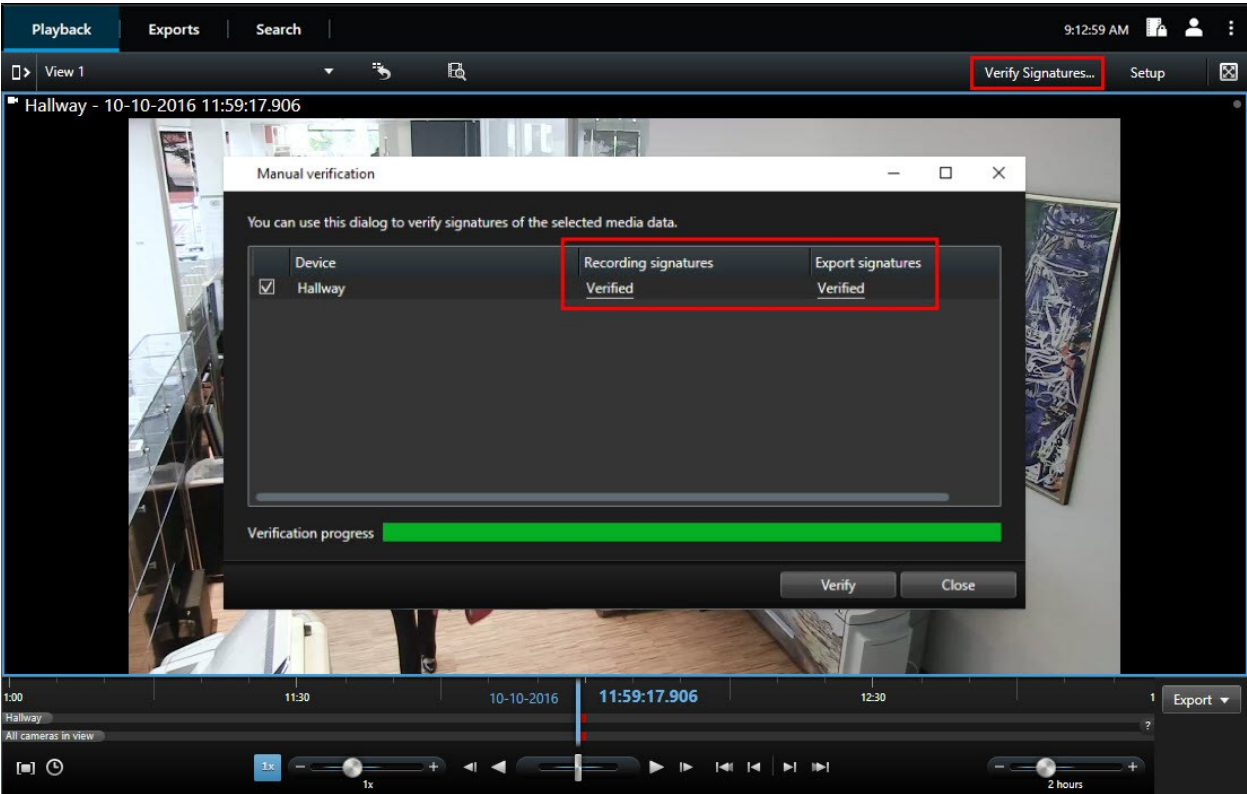 Playback Exports Search 9:12:59 AM
View 1 Verify Signatures... Setup
Hallway - 10-10-2016 11:59:17.906
Manual verification
You can use this dialog to verify signatures of the selected media data.
Device Recording signatures Export signatures
Hallway Verified Verified
Verification progress
Verify Close
1:00 11:30 10-10-2016 11:59:17.906 12:30 1 Export
Hallway
?
All cameras in view
1x
1x 2 hours